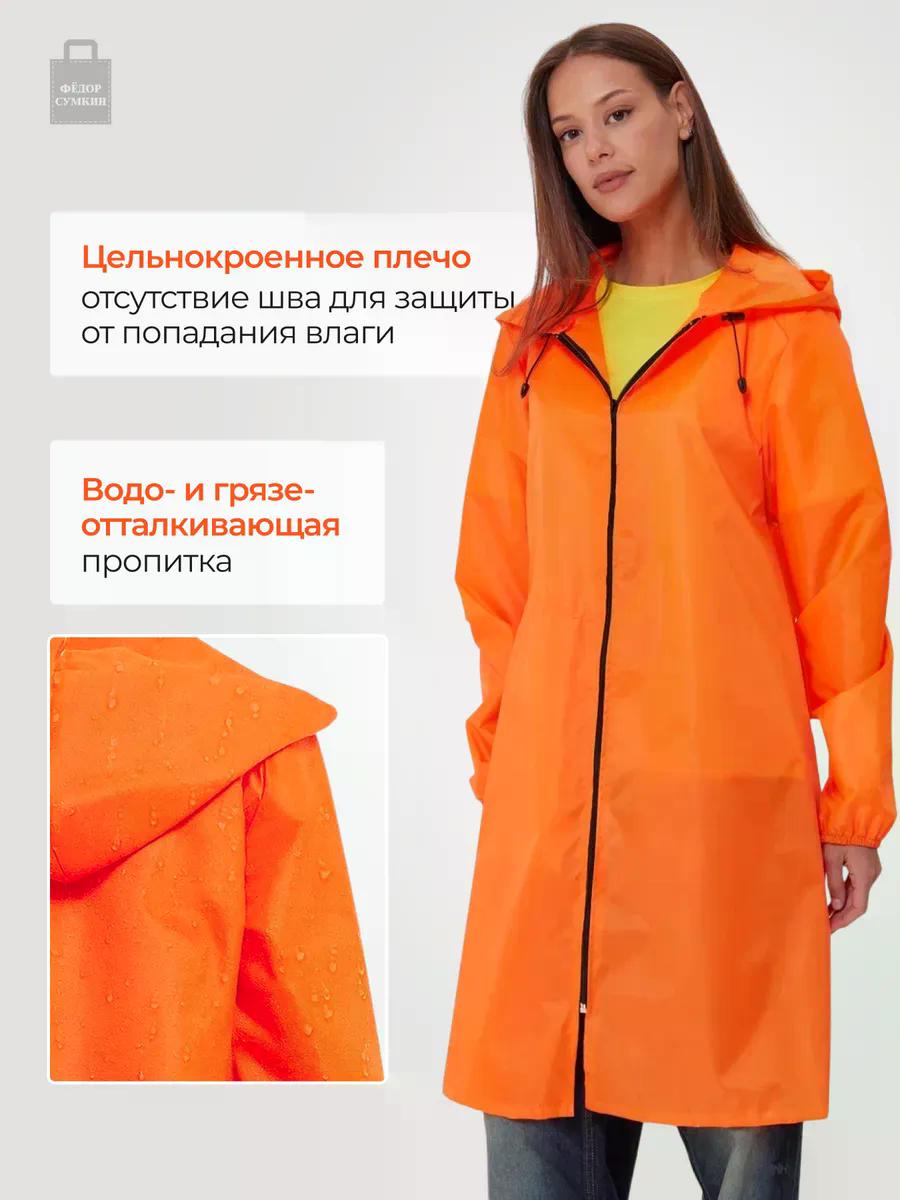 ФЁДОР
СУМКИН
Цельнокроенное плечо
отсутствие шва для защиты
от попадания влаги
Водо- и грязе-
отталкивающая
пропитка